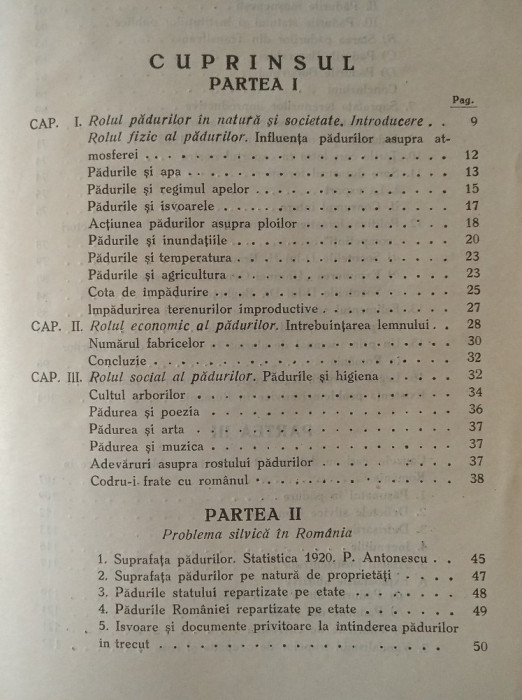 CUPRINSUL
PARTEA I
Pag.
CAP. I. Rolul pădurilor în natură și societate. Introducere . . 9
Rolul fizic al pădurilor. Influența pădurilor asupra at-
mosferei . . . . . . . . . . . . . . . . . . 12
Pădurile și apa . . . . . . . . . . . . . . . . 13
Pădurile și regimul apelor . . . . . . . . . . . . 15
Pădurile și isvoarele . . . . . . . . . . . . . . 17
Acțiunea pădurilor asupra ploilor . . . . . . . . . 18
Pădurile și inundațiile . . . . . . . . . . . . . 20
Pădurile și temperatura . . . . . . . . . . . . . 23
Pădurile și agricultura . . . . . . . . . . . . . 23
Cota de împădurire . . . . . . . . . . . . . . 25
Impădurirea terenurilor improductive . . . . . . . . 27
CAP. II. Rolul economic al pădurilor. Intrebuințarea lemnului . . 28
Numărul fabricelor . . . . . . . . . . . . . . 30
Concluzie . . . . . . . . . . . . . . . . . . 32
CAP. III. Rolul social al pădurilor. Pădurile și higiena . . . . . 32
Cultul arborilor . . . . . . . . . . . . . . . 34
Pădurea și poezia . . . . . . . . . . . . . . 36
Pădurea și arta . . . . . . . . . . . . . . . 37
Pădurea și muzica . . . . . . . . . . . . . . 37
Adevăruri asupra rostului pădurilor . . . . . . . . 37
Codru-i frate cu românul . . . . . . . . . . . . 38
PARTEA II
Problema silvică în România
1. Suprafața pădurilor. Statistica 1920. P. Antonescu . . 45
2. Suprafața pădurilor pe natură de proprietăți . . . . 47
3. Pădurile statului repartizate pe etate . . . . . . . 48
4. Pădurile României repartizate pe etate . . . . . . 49
5. Isvoare și documente privitoare la întinderea pădurilor
în trecut . . . . . . . . . . . . . . . . . . 50